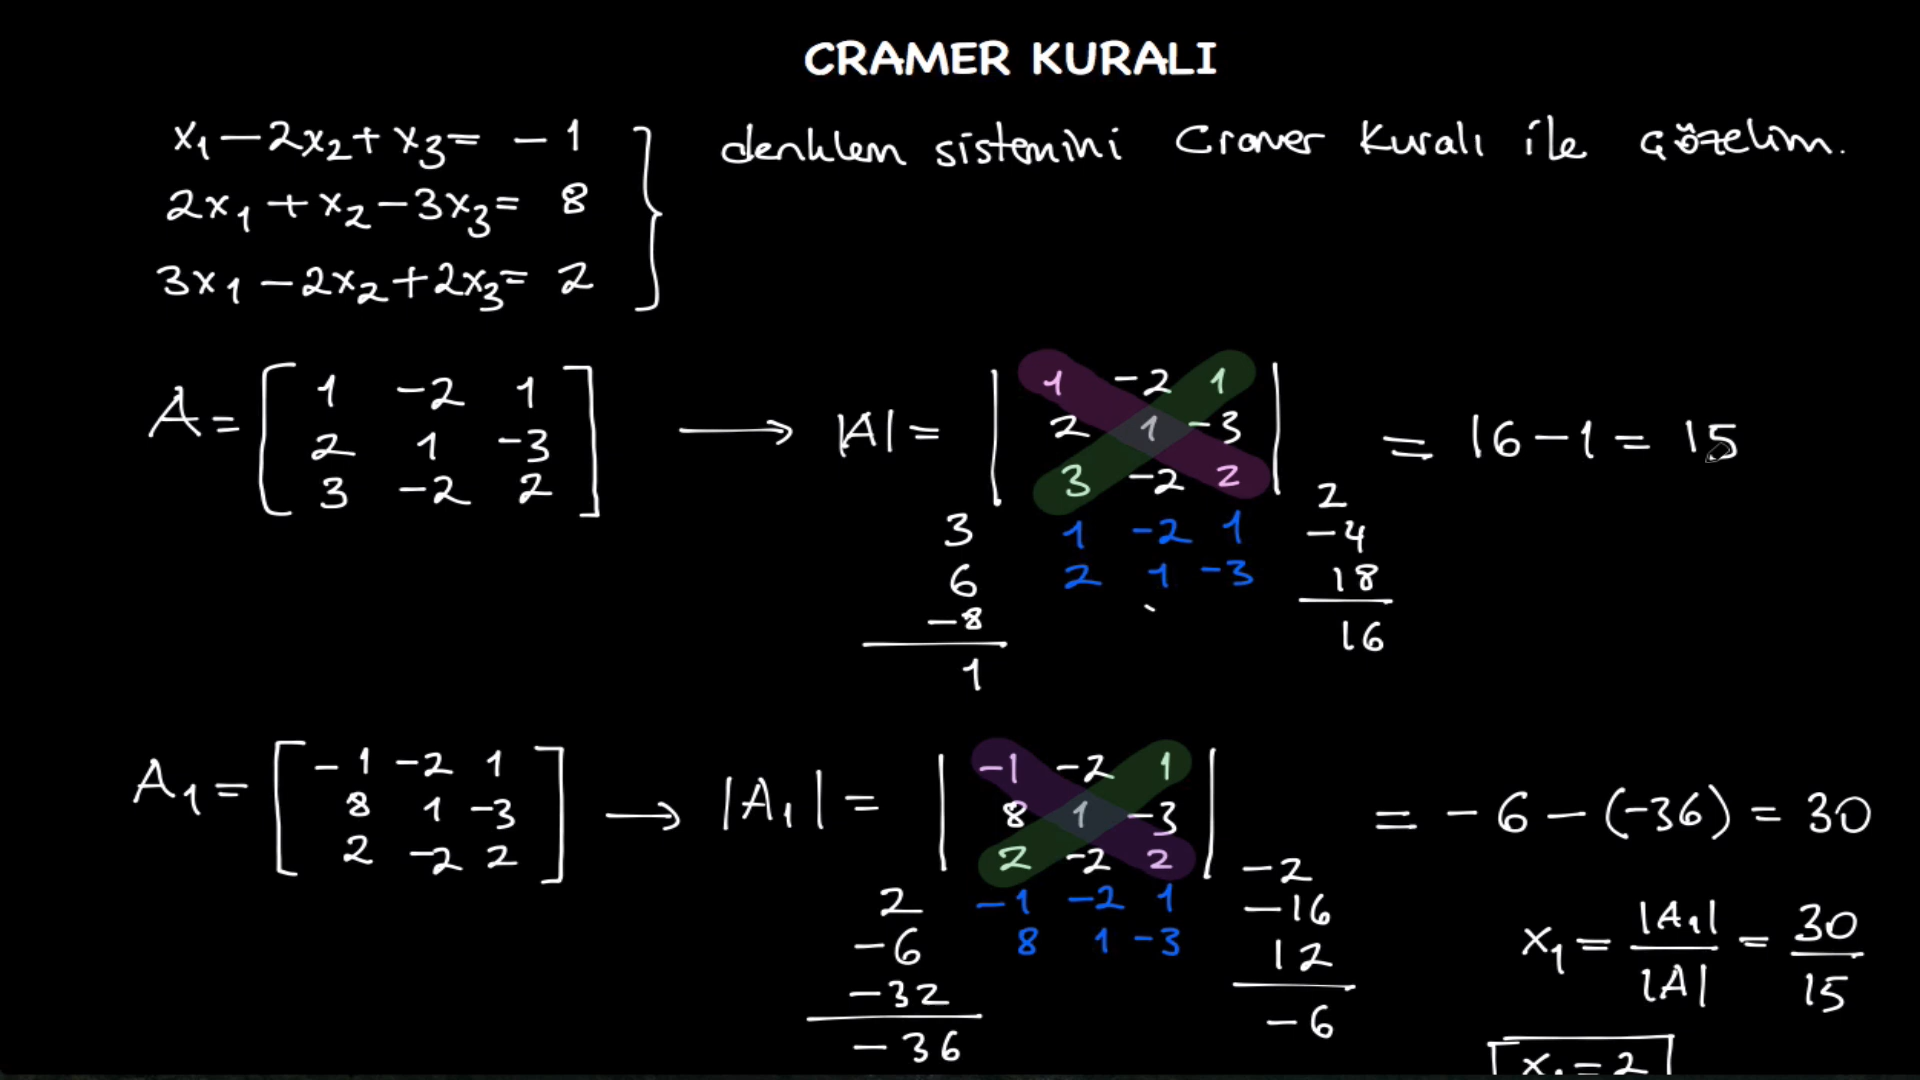 CRAMER KURALI
x₁ − 2x₂ + x₃ = −1
2x₁ + x₂ − 3x₃ = 8
3x₁ − 2x₂ + 2x₃ = 2
denklem sistemini Cramer Kuralı ile çözelim.
A = [ 1 −2 1
2 1 −3
3 −2 2 ]
→ |A| =
1 −2 1
2 1 −3
3 −2 2
1 −2 1
2 1 −3
3
6
−8
1
2
−4
18
16
= 16 − 1 = 15
A₁ = [ −1 −2 1
8 1 −3
2 −2 2 ]
→ |A₁| =
−1 −2 1
8 1 −3
2 −2 2
−1 −2 1
8 1 −3
2
−6
−32
−36
−2
−16
12
−6
= −6 − (−36) = 30
x₁ = |A₁| / |A| = 30 / 15
x₁ = 2